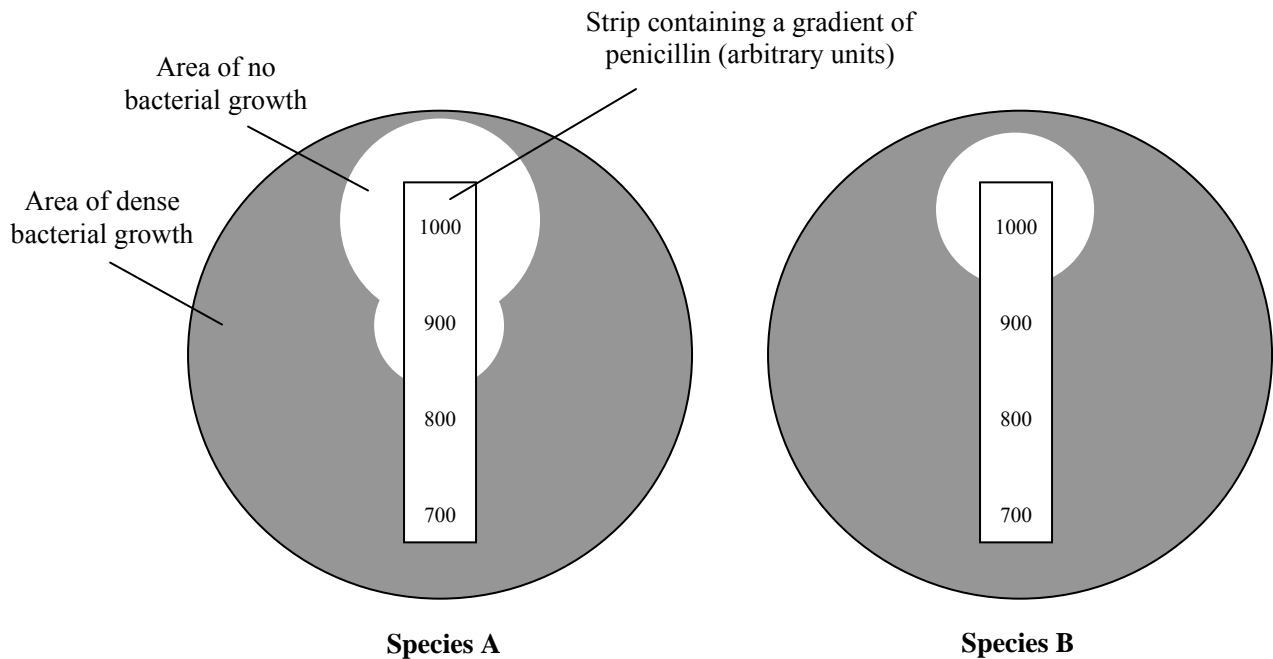 Strip containing a gradient of
penicillin (arbitrary units)
Area of no
bacterial growth
Area of dense
bacterial growth
1000
900
800
700
1000
900
800
700
Species A
Species B